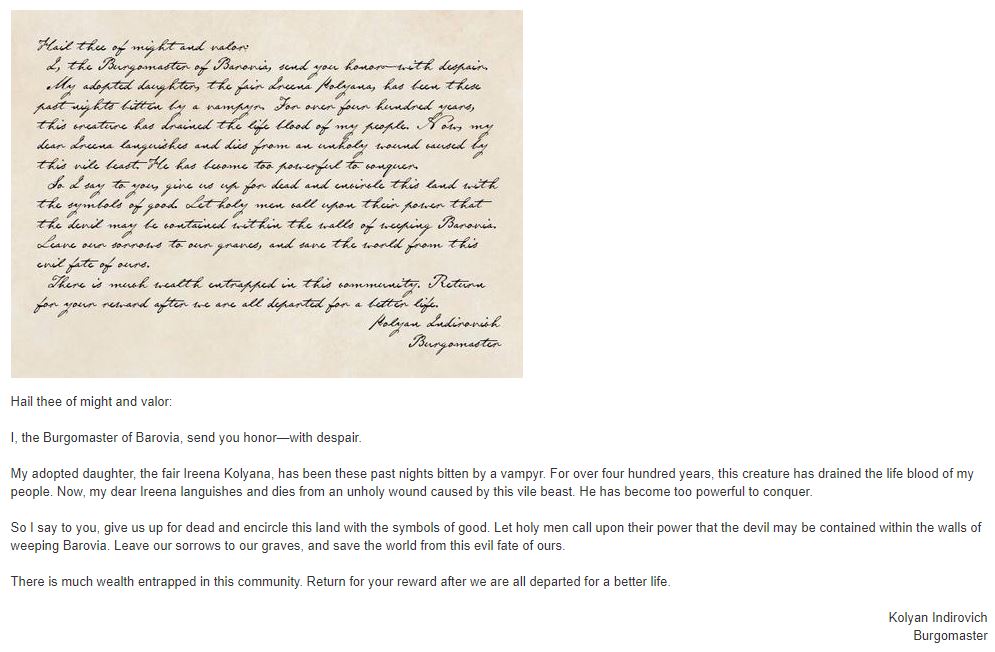 Hail thee of might and valor:
I, the Burgomaster of Barovia, send you honor—with despair.
My adopted daughter, the fair Ireena Kolyana, has been these
past nights bitten by a vampyr. For over four hundred years,
this creature has drained the life blood of my people. Now, my
dear Ireena languishes and dies from an unholy wound caused by
this vile beast. He has become too powerful to conquer.
So I say to you, give us up for dead and encircle this land with
the symbols of good. Let holy men call upon their power that
the devil may be contained within the walls of weeping Barovia.
Leave our sorrows to our graves, and save the world from this
evil fate of ours.
There is much wealth entrapped in this community. Return
for your reward after we are all departed for a better life.
Kolyan Indirovich
Burgomaster
Hail thee of might and valor:
I, the Burgomaster of Barovia, send you honor—with despair.
My adopted daughter, the fair Ireena Kolyana, has been these past nights bitten by a vampyr. For over four hundred years, this creature has drained the life blood of my
people. Now, my dear Ireena languishes and dies from an unholy wound caused by this vile beast. He has become too powerful to conquer.
So I say to you, give us up for dead and encircle this land with the symbols of good. Let holy men call upon their power that the devil may be contained within the walls of
weeping Barovia. Leave our sorrows to our graves, and save the world from this evil fate of ours.
There is much wealth entrapped in this community. Return for your reward after we are all departed for a better life.
Kolyan Indirovich
Burgomaster